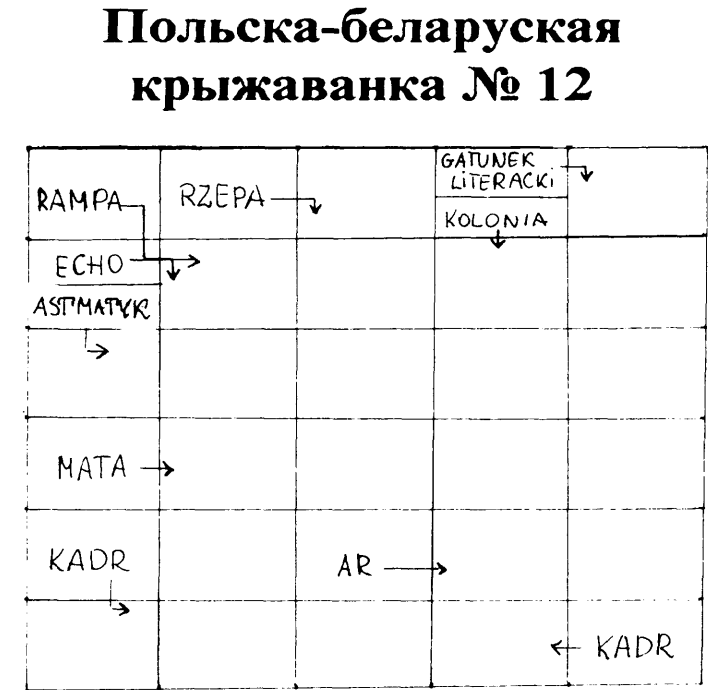 Польска-беларуская
крыжаванка № 12
RAMPA
RZEPA
GATUNEK
LITERACKI
KOLONIA
ECHO
ASTMATYK
MATA
KADR
AR
KADR